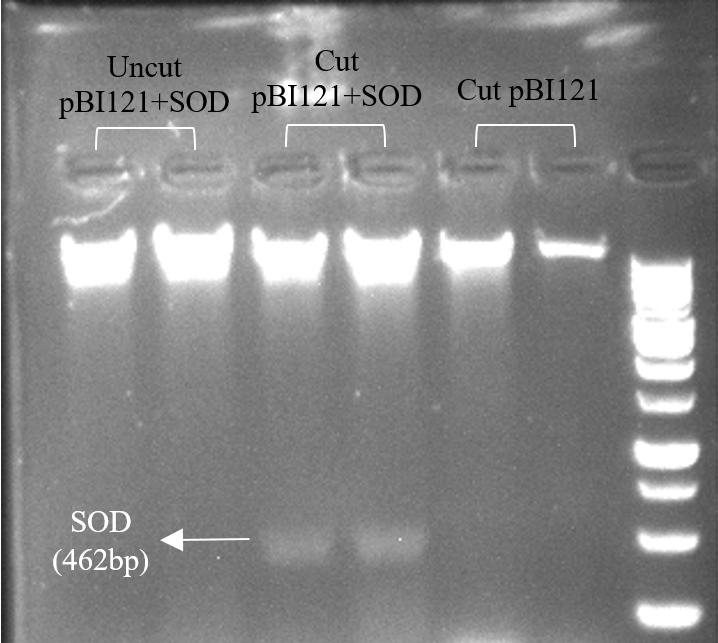 Uncut
pBI121+SOD
Cut
pBI121+SOD
Cut pBI121
SOD
(462bp)